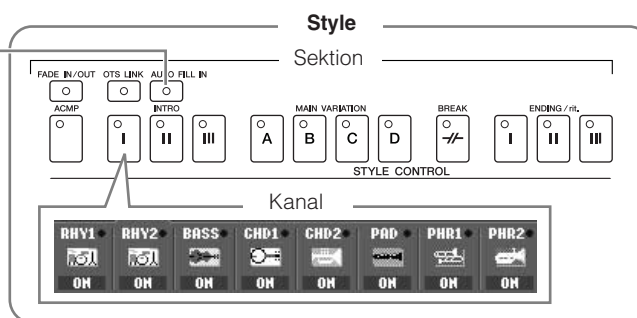 Style
Sektion
FADE IN/OUT OTS LINK AUTO FILL IN
ACMP INTRO MAIN VARIATION BREAK ENDING / rit.
I II III A B C D I II III
STYLE CONTROL
Kanal
RHY1 RHY2 BASS CHD1 CHD2 PAD PHR1 PHR2
ON ON ON ON ON ON ON ON